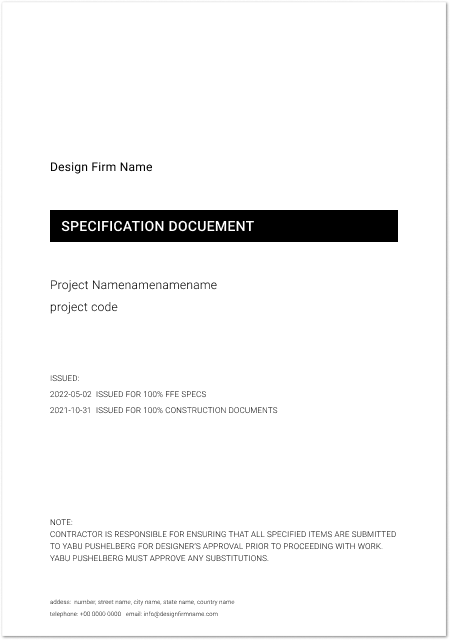 Design Firm Name
SPECIFICATION DOCUEMENT
Project Namenamenamename
project code
ISSUED:
2022-05-02 ISSUED FOR 100% FFE SPECS
2021-10-31 ISSUED FOR 100% CONSTRUCTION DOCUMENTS
NOTE:
CONTRACTOR IS RESPONSIBLE FOR ENSURING THAT ALL SPECIFIED ITEMS ARE SUBMITTED
TO YABU PUSHELBERG FOR DESIGNER'S APPROVAL PRIOR TO PROCEEDING WITH WORK.
YABU PUSHELBERG MUST APPROVE ANY SUBSTITUTIONS.
address: number, street name, city name, state name, country name
telephone: +00 0000 0000 email: info@designfirmname.com